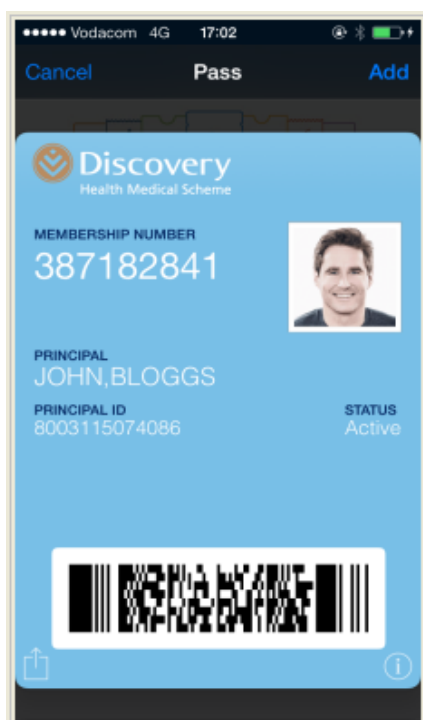 Vodacom 4G 17:02
Cancel Pass Add
Discovery
Health Medical Scheme
MEMBERSHIP NUMBER
387182841
PRINCIPAL
JOHN,BLOGGS
PRINCIPAL ID STATUS
8003115074086 Active